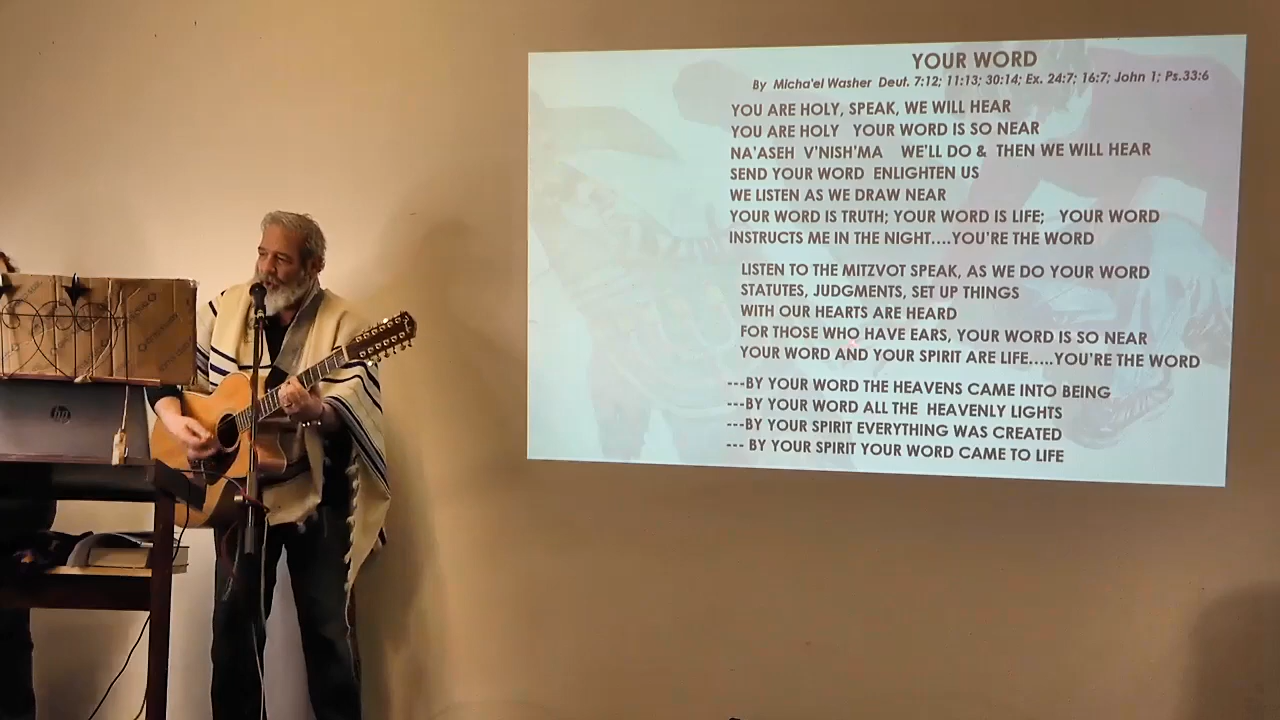 YOUR WORD
By Micha'el Washer Deut. 7:12; 11:13; 30:14; Ex. 24:7; 16:7; John 1; Ps.33:6
YOU ARE HOLY, SPEAK, WE WILL HEAR
YOU ARE HOLY YOUR WORD IS SO NEAR
NA'ASEH V'NISH'MA WE'LL DO & THEN WE WILL HEAR
SEND YOUR WORD ENLIGHTEN US
WE LISTEN AS WE DRAW NEAR
YOUR WORD IS TRUTH; YOUR WORD IS LIFE; YOUR WORD
INSTRUCTS ME IN THE NIGHT....YOU'RE THE WORD
LISTEN TO THE MITZVOT SPEAK, AS WE DO YOUR WORD
STATUTES, JUDGMENTS, SET UP THINGS
WITH OUR HEARTS ARE HEARD
FOR THOSE WHO HAVE EARS, YOUR WORD IS SO NEAR
YOUR WORD AND YOUR SPIRIT ARE LIFE.....YOU'RE THE WORD
---BY YOUR WORD THE HEAVENS CAME INTO BEING
---BY YOUR WORD ALL THE HEAVENLY LIGHTS
---BY YOUR SPIRIT EVERYTHING WAS CREATED
--- BY YOUR SPIRIT YOUR WORD CAME TO LIFE
hp